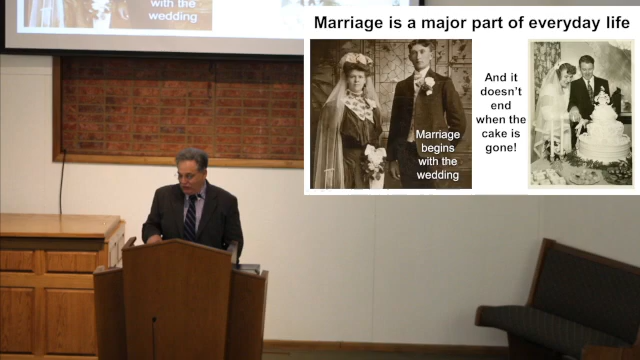 with the
wedding
Marriage is a major part of everyday life
Marriage
begins
with the
wedding
And it
doesn't
end
when the
cake is
gone!